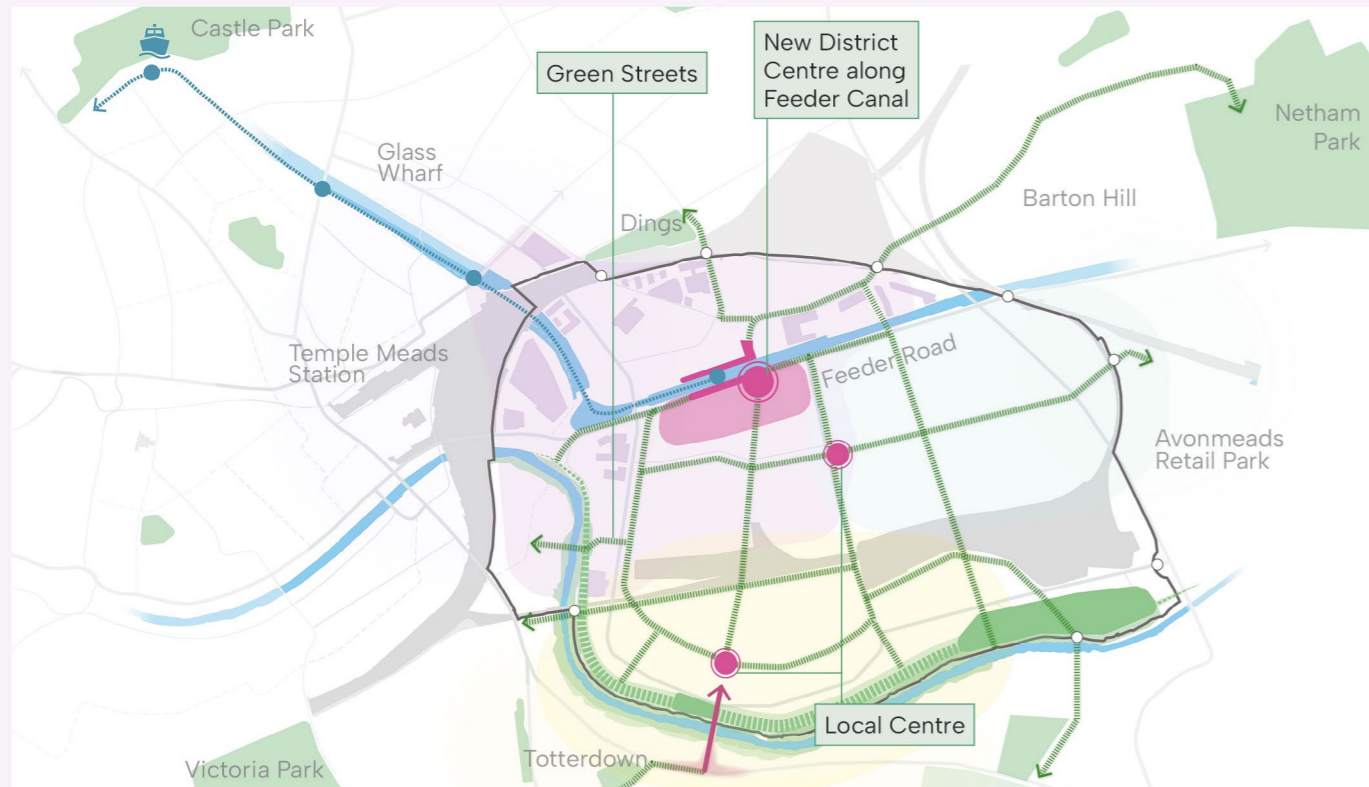 Castle Park
Green Streets
New District
Centre along
Feeder Canal
Netham
Park
Glass
Wharf
Dings
Barton Hill
Temple Meads
Station
Feeder Road
Avonmeads
Retail Park
Local Centre
Totterdown
Victoria Park